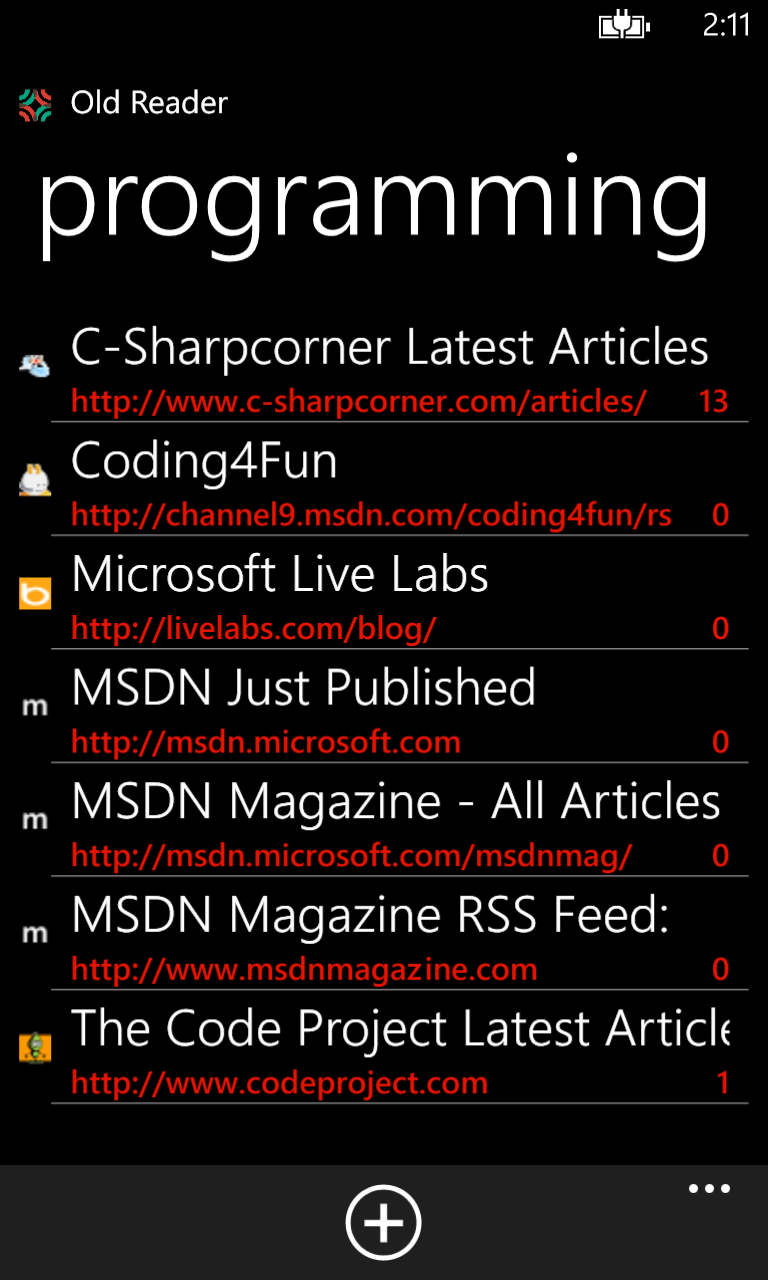 2:11
Old Reader
programming
C-Sharpcorner Latest Articles
http://www.c-sharpcorner.com/articles/ 13
Coding4Fun
http://channel9.msdn.com/coding4fun/rs 0
Microsoft Live Labs
http://livelabs.com/blog/ 0
MSDN Just Published
m
http://msdn.microsoft.com 0
MSDN Magazine - All Articles
m
http://msdn.microsoft.com/msdnmag/ 0
MSDN Magazine RSS Feed:
m
http://www.msdnmagazine.com 0
The Code Project Latest Article
http://www.codeproject.com 1